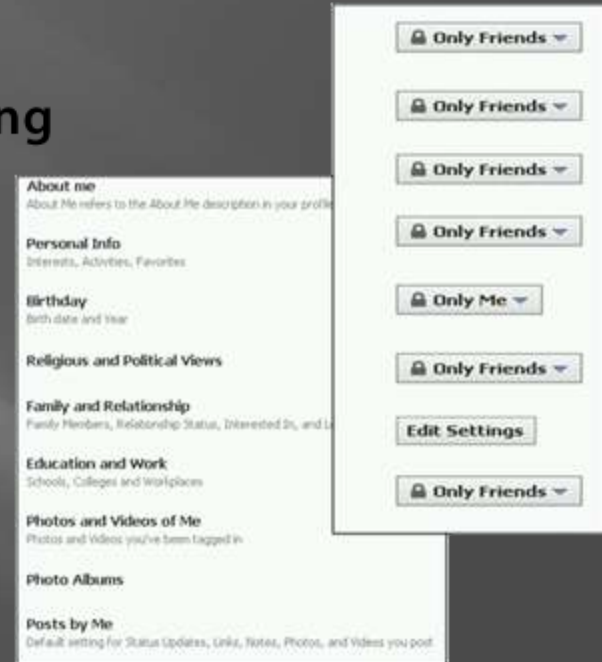 ng
About me
About Me refers to the About Me description in your profile
Personal Info
Interests, Activities, Favorites
Birthday
Birth date and Year
Religious and Political Views
Family and Relationship
Family Members, Relationship Status, Interested In, and L
Education and Work
Schools, Colleges and Workplaces
Photos and Videos of Me
Photos and Videos you've been tagged in
Photo Albums
Posts by Me
Default setting for Status Updates, Links, Notes, Photos, and Videos you post
Only Friends
Only Friends
Only Friends
Only Friends
Only Me
Only Friends
Edit Settings
Only Friends